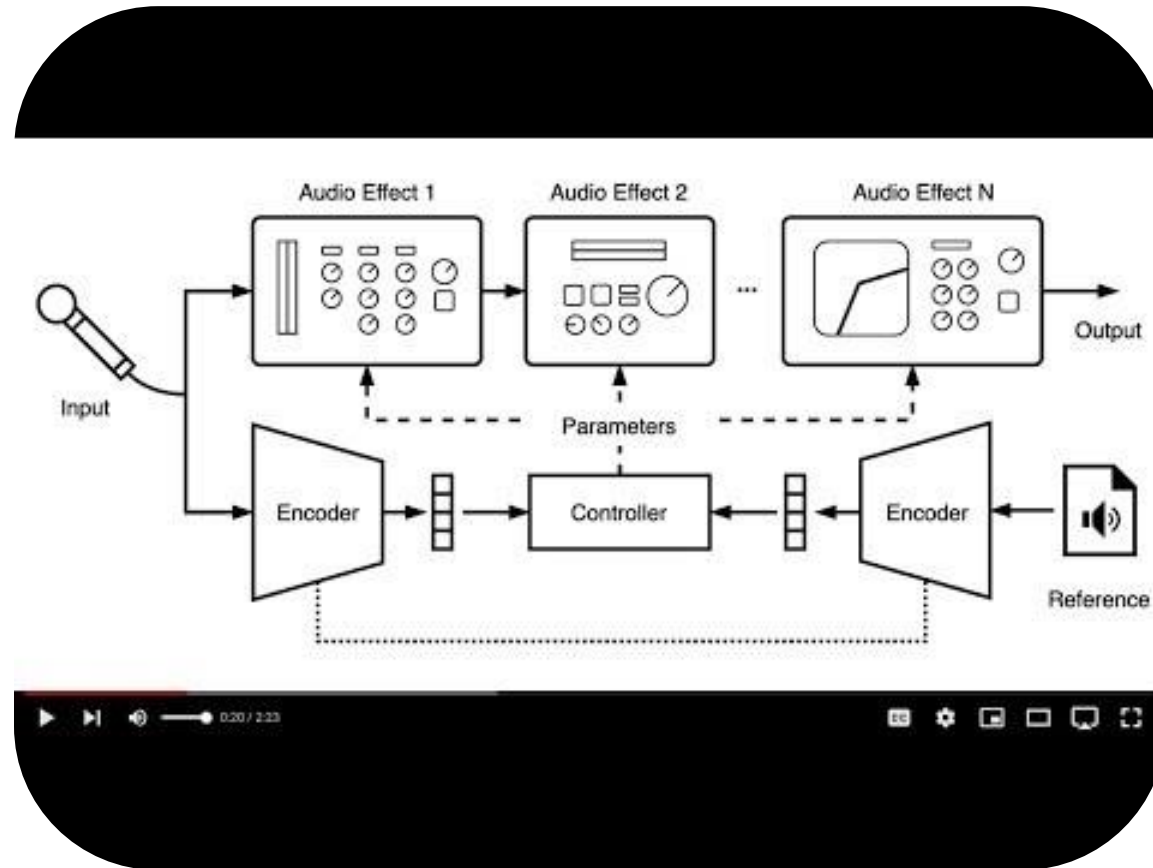 Audio Effect 1
Audio Effect 2
Audio Effect N
...
Output
Input
Parameters
Encoder
Controller
Encoder
Reference
0:20 / 2:23
CC